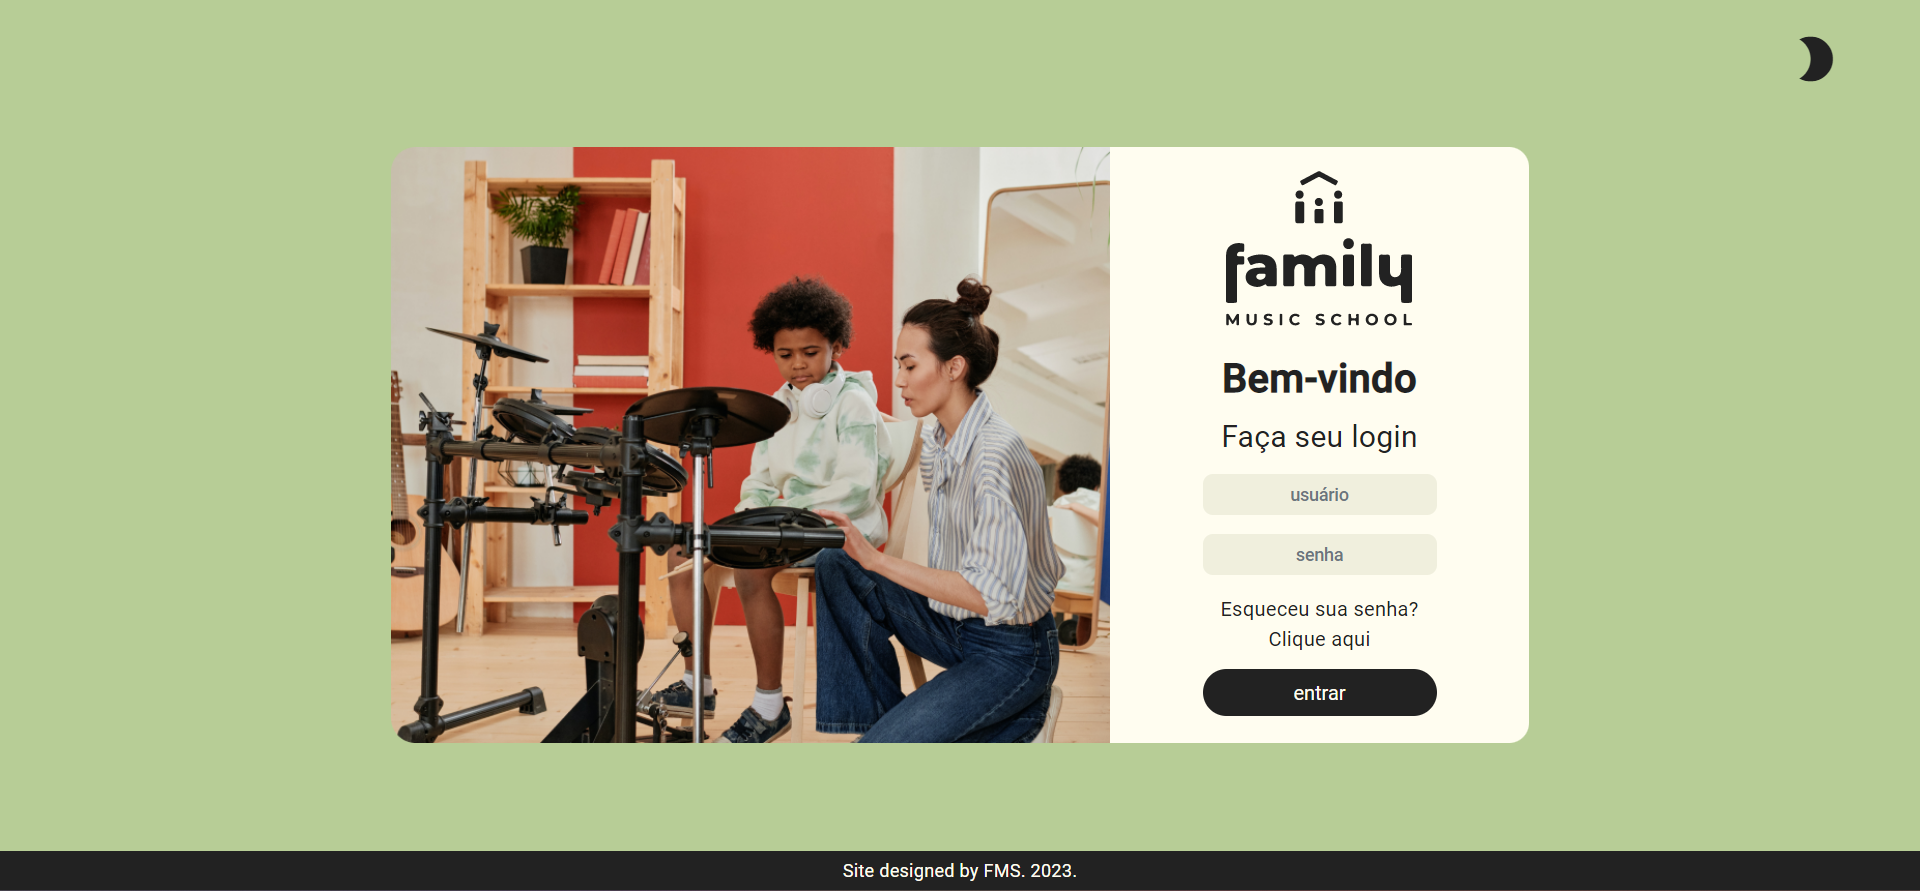 family
MUSIC SCHOOL
Bem-vindo
Faça seu login
usuário
senha
Esqueceu sua senha?
Clique aqui
entrar
Site designed by FMS. 2023.